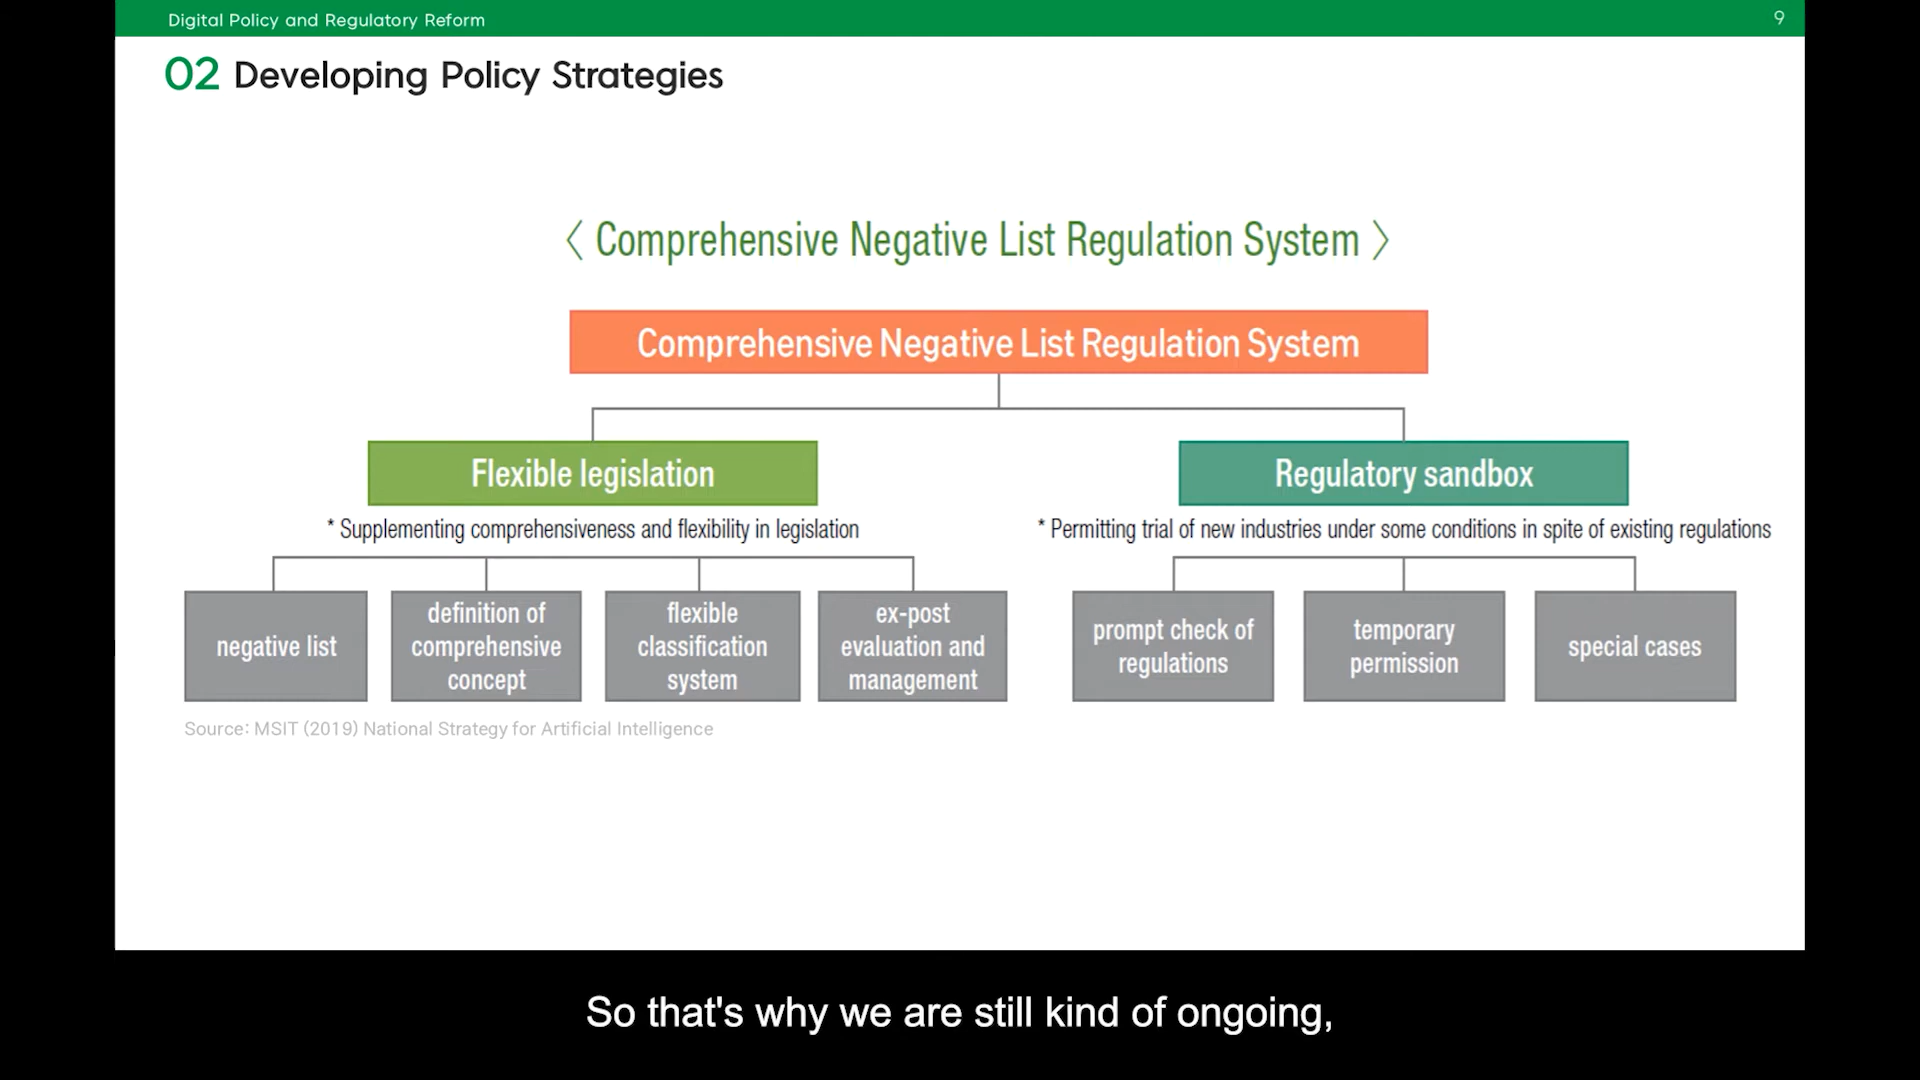 Digital Policy and Regulatory Reform
9
02 Developing Policy Strategies
〈 Comprehensive Negative List Regulation System 〉
Comprehensive Negative List Regulation System
Flexible legislation
* Supplementing comprehensiveness and flexibility in legislation
negative list
definition of
comprehensive
concept
flexible
classification
system
ex-post
evaluation and
management
Regulatory sandbox
* Permitting trial of new industries under some conditions in spite of existing regulations
prompt check of
regulations
temporary
permission
special cases
Source: MSIT (2019) National Strategy for Artificial Intelligence
So that's why we are still kind of ongoing,